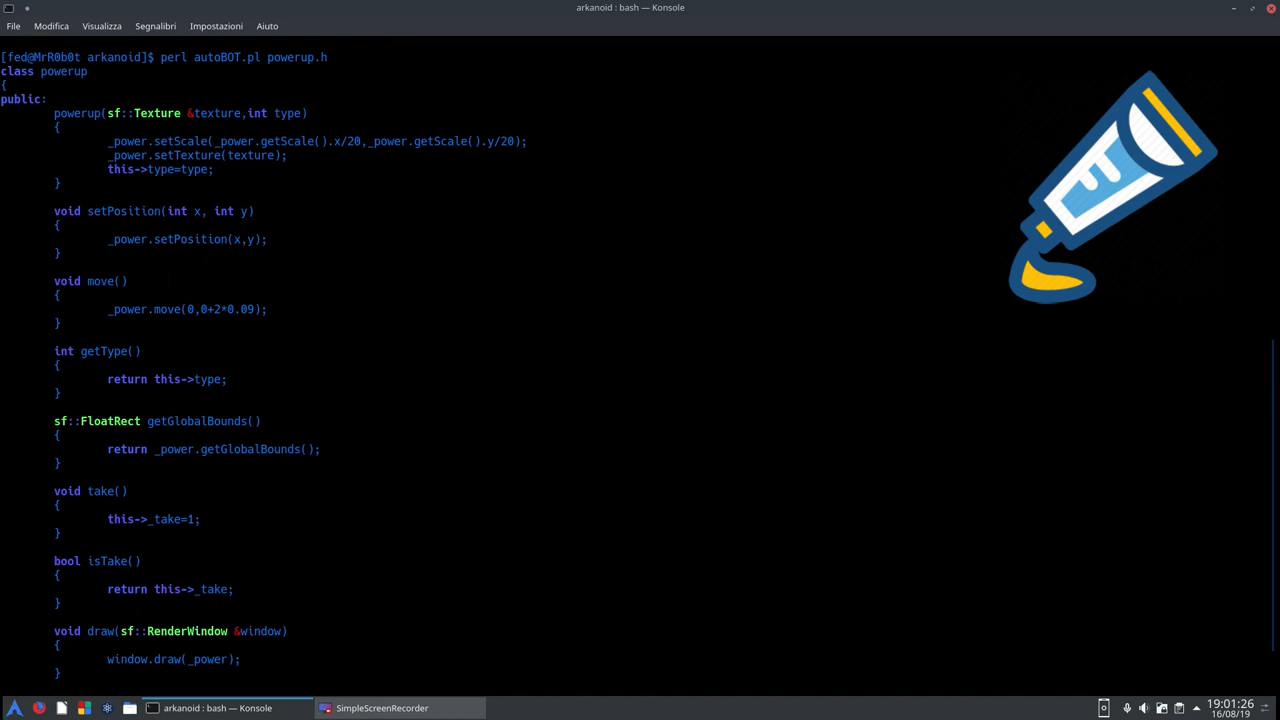 arkanoid : bash — Konsole
File Modifica Visualizza Segnalibri Impostazioni Aiuto
[fed@MrR0b0t arkanoid]$ perl autoBOT.pl powerup.h
class powerup
{
public:
powerup(sf::Texture &texture,int type)
{
_power.setScale(_power.getScale().x/20,_power.getScale().y/20);
_power.setTexture(texture);
this->type=type;
}
void setPosition(int x, int y)
{
_power.setPosition(x,y);
}
void move()
{
_power.move(0,0+2*0.09);
}
int getType()
{
return this->type;
}
sf::FloatRect getGlobalBounds()
{
return _power.getGlobalBounds();
}
void take()
{
this->_take=1;
}
bool isTake()
{
return this->_take;
}
void draw(sf::RenderWindow &window)
{
window.draw(_power);
}
arkanoid : bash — Konsole
SimpleScreenRecorder
19:01:26
16/08/19